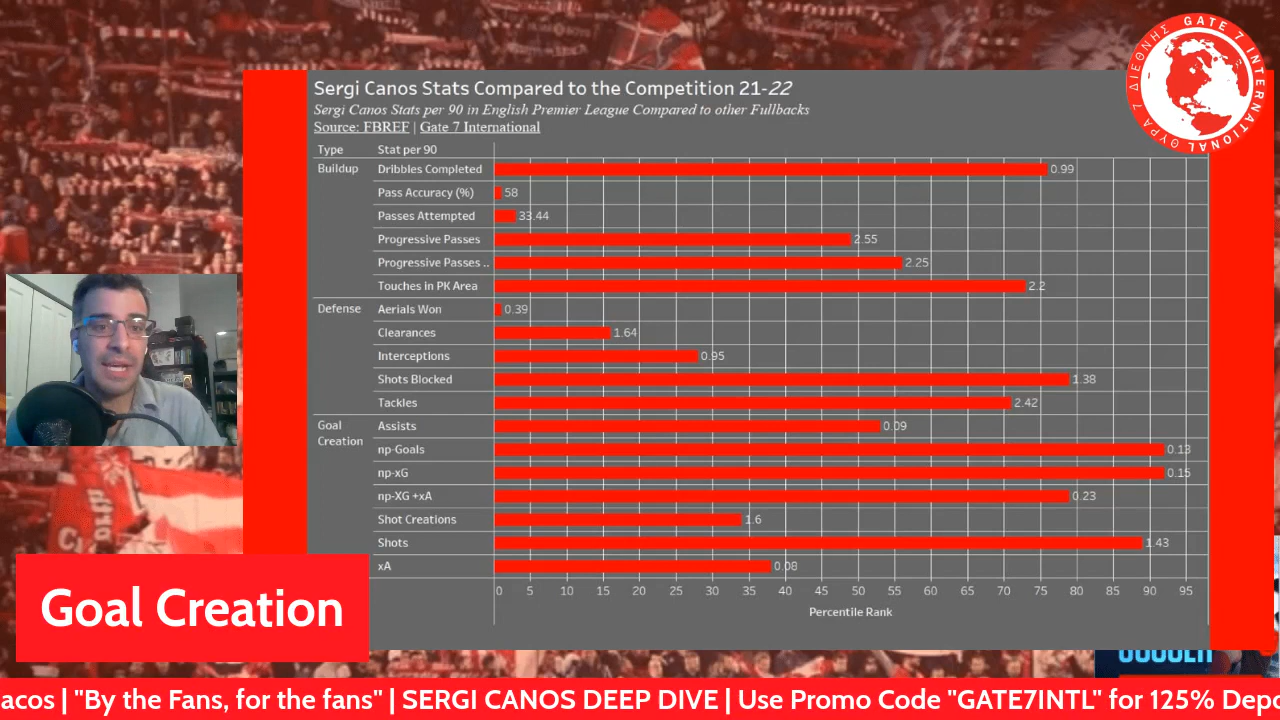 Sergi Canos Stats Compared to the Competition 21-22
Sergi Canos Stats per 90 in English Premier League Compared to other Fullbacks
Source: FBREF | Gate 7 International
GATE 7 INTERNATIONAL ΘΥΡΑ 7 ΔΙΕΘΝΗΣ
Type Stat per 90
Buildup Dribbles Completed 0.99
Pass Accuracy (%) 58
Passes Attempted 33.44
Progressive Passes 2.55
Progressive Passes .. 2.25
Touches in PK Area 2.2
Defense Aerials Won 0.39
Clearances 1.64
Interceptions 0.95
Shots Blocked 1.38
Tackles 2.42
Goal Creation Assists 0.09
np-Goals 0.13
np-xG 0.15
np-XG +xA 0.23
Shot Creations 1.6
Shots 1.43
xA 0.08
0 5 10 15 20 25 30 35 40 45 50 55 60 65 70 75 80 85 90 95
Percentile Rank
Goal Creation
acos | "By the Fans, for the fans" | SERGI CANOS DEEP DIVE | Use Promo Code "GATE7INTL" for 125% Depo